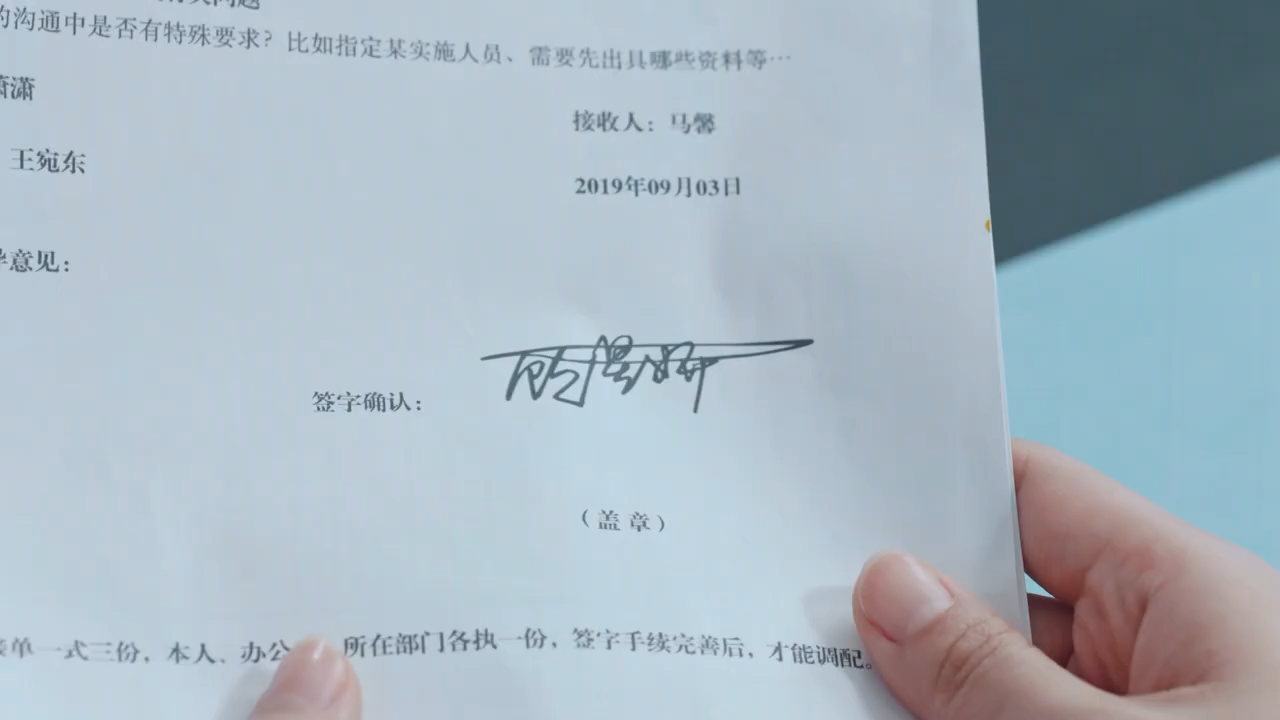 的沟通中是否有特殊要求？比如指定某实施人员、需要先出具哪些资料等…
潇
接收人：马馨
王宛东
2019年09月03日
意见：
签字确认：
（盖 章）
单一式三份，本人、办公 所在部门各执一份，签字手续完善后，才能调配。